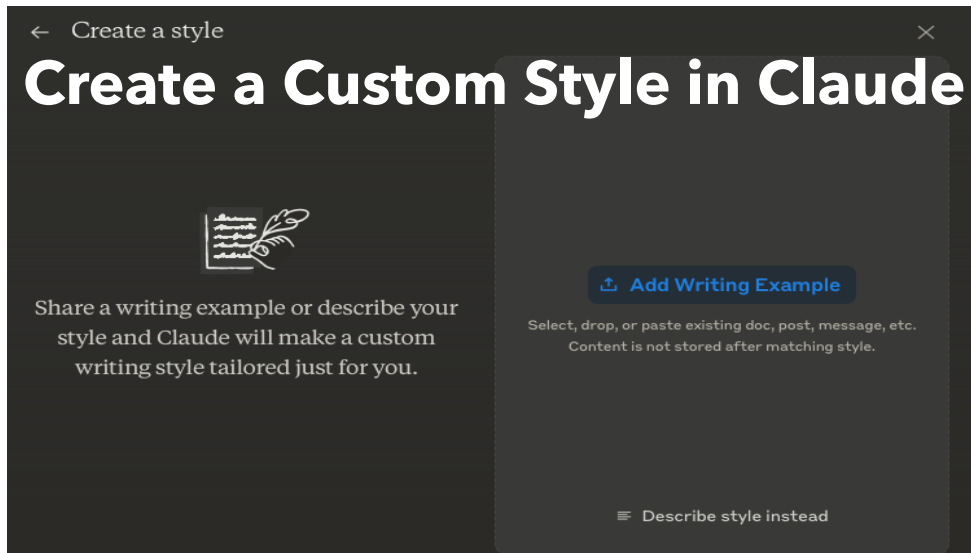 Create a style
Create a Custom Style in Claude
Share a writing example or describe your
style and Claude will make a custom
writing style tailored just for you.
Add Writing Example
Select, drop, or paste existing doc, post, message, etc.
Content is not stored after matching style.
Describe style instead